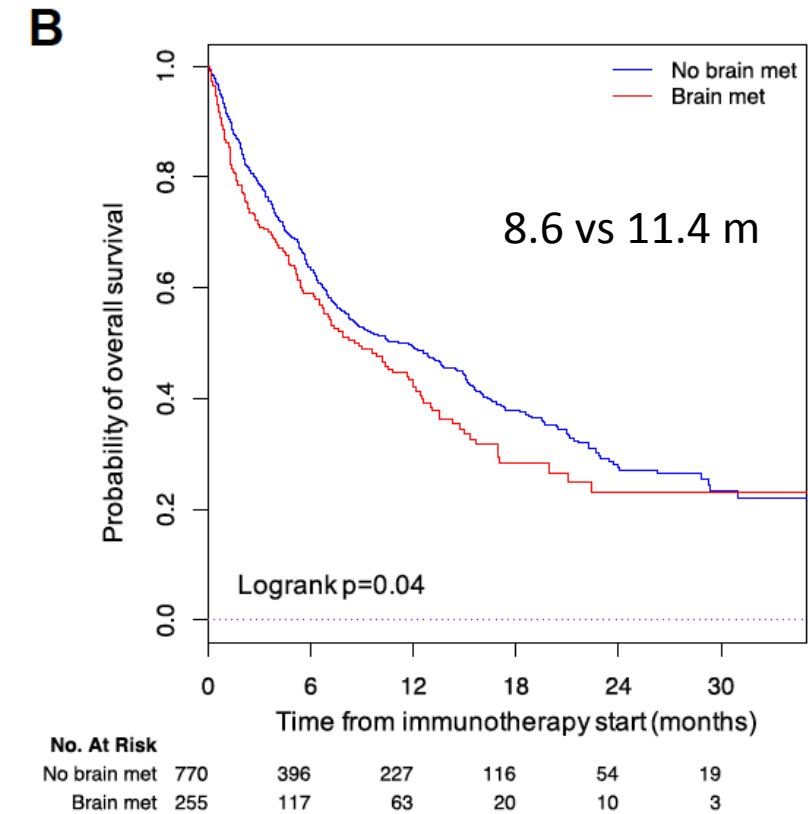 B
No brain met
Brain met
8.6 vs 11.4 m
Probability of overall survival
1.0
0.8
0.6
0.4
0.2
0.0
Logrank p=0.04
0 6 12 18 24 30
Time from immunotherapy start (months)
No. At Risk
No brain met 770 396 227 116 54 19
Brain met 255 117 63 20 10 3